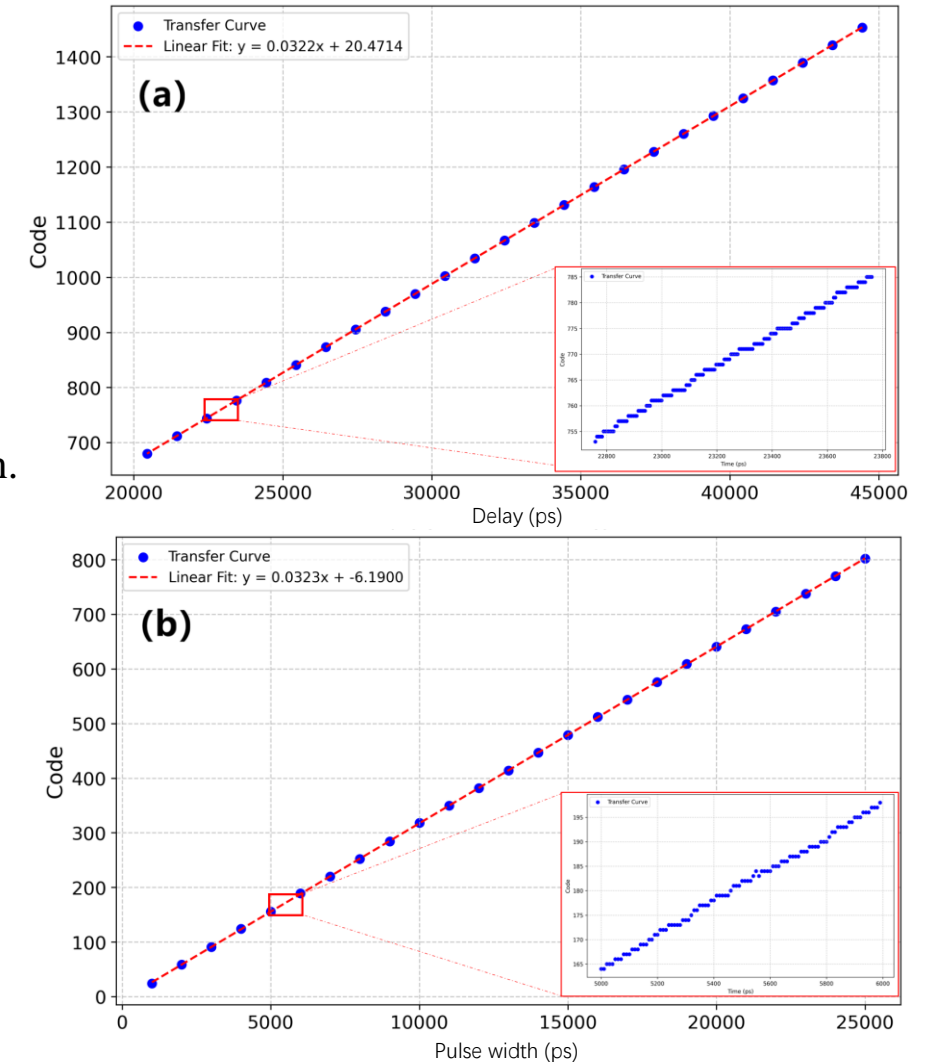 Transfer Curve
Linear Fit: y = 0.0322x + 20.4714
(a)
1400
1300
1200
1100
1000
900
800
700
Code
20000 25000 30000 35000 40000 45000
Delay (ps)
Transfer Curve
785
780
775
770
765
760
755
Code
22800 23000 23200 23400 23600 23800
Time (ps)
Transfer Curve
Linear Fit: y = 0.0323x + -6.1900
(b)
800
700
600
500
400
300
200
100
0
Code
0 5000 10000 15000 20000 25000
Pulse width (ps)
Transfer Curve
195
190
185
180
175
170
165
Code
5000 5200 5400 5600 5800 6000
Time (ps)